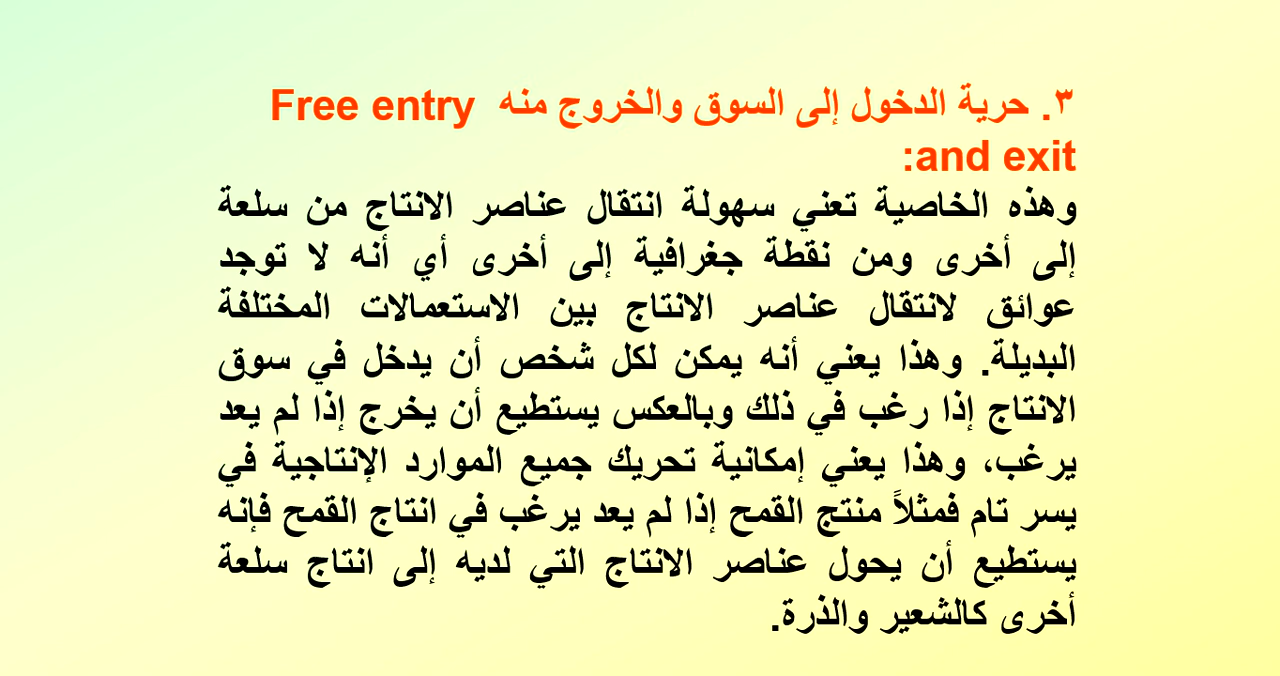 ٣. حرية الدخول إلى السوق والخروج منه Free entry
and exit:
وهذه الخاصية تعني سهولة انتقال عناصر الانتاج من سلعة
إلى أخرى ومن نقطة جغرافية إلى أخرى أي أنه لا توجد
عوائق لانتقال عناصر الانتاج بين الاستعمالات المختلفة
البديلة. وهذا يعني أنه يمكن لكل شخص أن يدخل في سوق
الانتاج إذا رغب في ذلك وبالعكس يستطيع أن يخرج إذا لم يعد
يرغب، وهذا يعني إمكانية تحريك جميع الموارد الإنتاجية في
يسر تام فمثلاً منتج القمح إذا لم يعد يرغب في انتاج القمح فإنه
يستطيع أن يحول عناصر الانتاج التي لديه إلى انتاج سلعة
أخرى كالشعير والذرة.